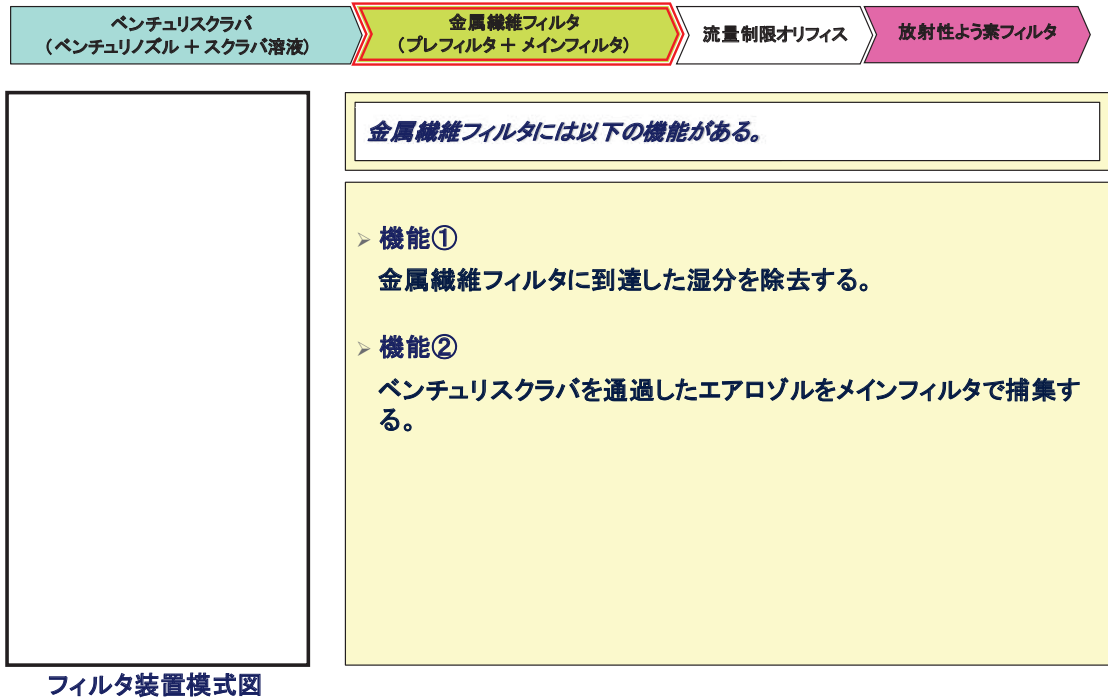 ベンチュリスクラバ
（ベンチュリノズル ＋ スクラバ溶液）
金属繊維フィルタ
（プレフィルタ＋ メインフィルタ）
流量制限オリフィス
放射性よう素フィルタ
金属繊維フィルタには以下の機能がある。
➢ 機能①
金属繊維フィルタに到達した湿分を除去する。
➢ 機能②
ベンチュリスクラバを通過したエアロゾルをメインフィルタで捕集す
る。
フィルタ装置模式図